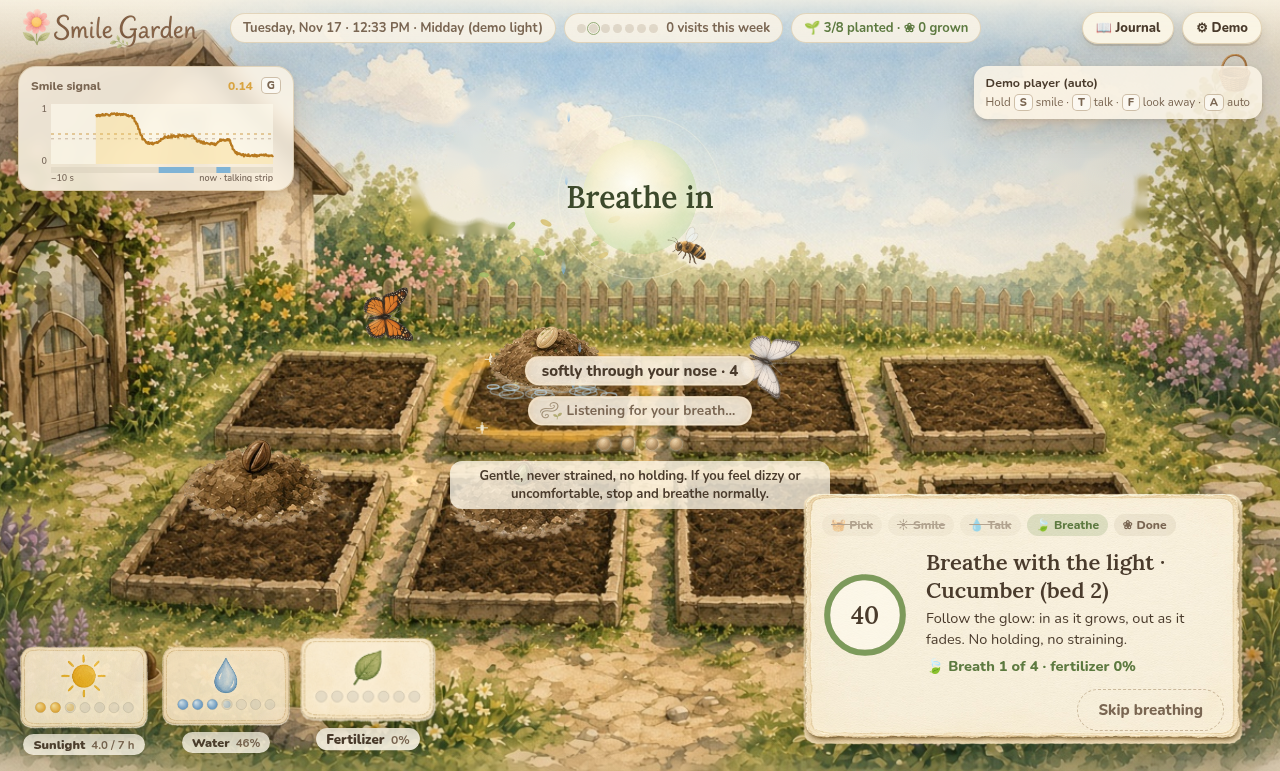 Smile Garden
Tuesday, Nov 17 · 12:33 PM · Midday (demo light)
0 visits this week
3/8 planted · ❀ 0 grown
Journal
Demo
Smile signal
0.14
G
1
0
−10 s
now · talking strip
Demo player (auto)
Hold S smile · T talk · F look away · A auto
Breathe in
softly through your nose · 4
Listening for your breath...
Gentle, never strained, no holding. If you feel dizzy or
uncomfortable, stop and breathe normally.
Pick
Smile
Talk
Breathe
Done
40
Breathe with the light ·
Cucumber (bed 2)
Follow the glow: in as it grows, out as it
fades. No holding, no straining.
Breath 1 of 4 · fertilizer 0%
Skip breathing
Sunlight 4.0 / 7 h
Water 46%
Fertilizer 0%